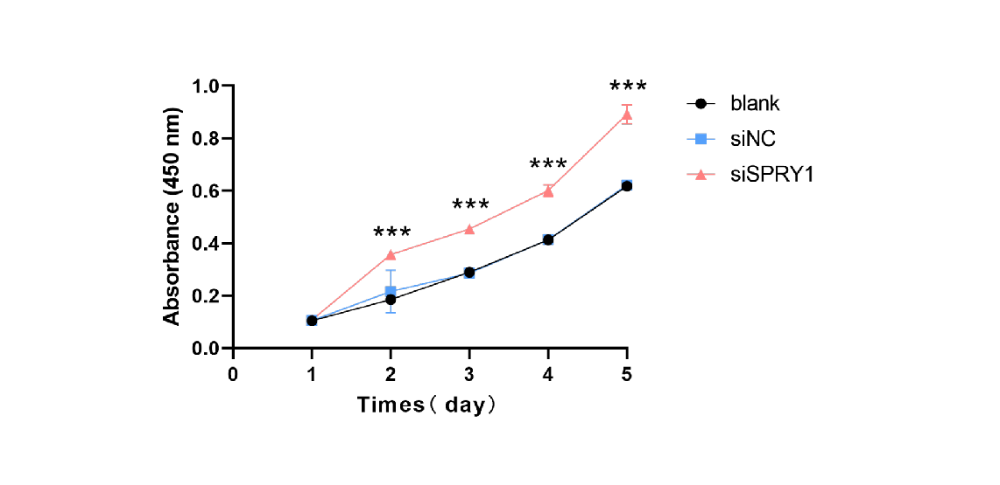 ***
1.0
blank
0.8
siNC
***
siSPRY1
0.6
***
***
0.4
0.2
0.0
Absorbance (450 nm)
0 1 2 3 4 5
Times( day)